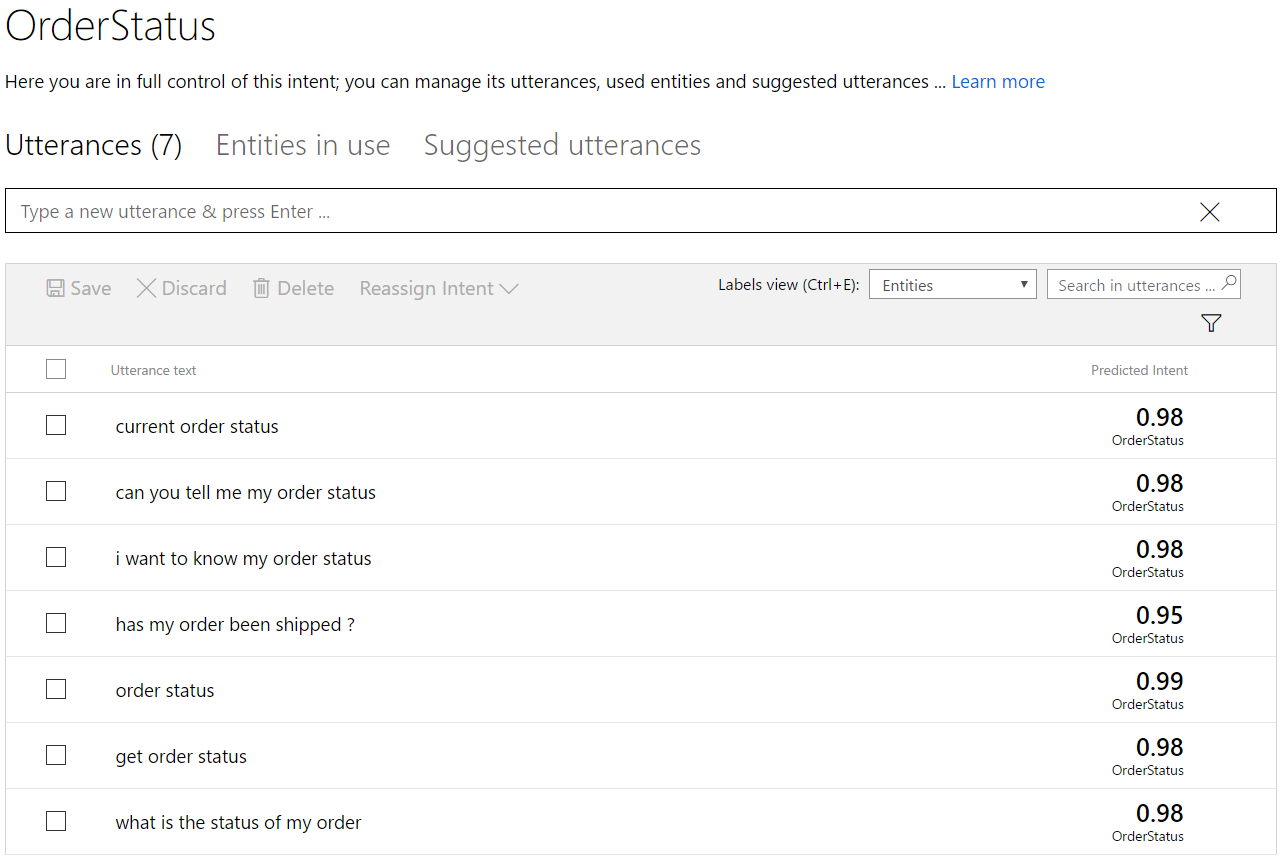 OrderStatus
Here you are in full control of this intent; you can manage its utterances, used entities and suggested utterances ... Learn more
Utterances (7) Entities in use Suggested utterances
Type a new utterance & press Enter ...
Save Discard Delete Reassign Intent Labels view (Ctrl+E): Entities Search in utterances ...
Utterance text Predicted Intent
current order status 0.98
OrderStatus
can you tell me my order status 0.98
OrderStatus
i want to know my order status 0.98
OrderStatus
has my order been shipped ? 0.95
OrderStatus
order status 0.99
OrderStatus
get order status 0.98
OrderStatus
what is the status of my order 0.98
OrderStatus